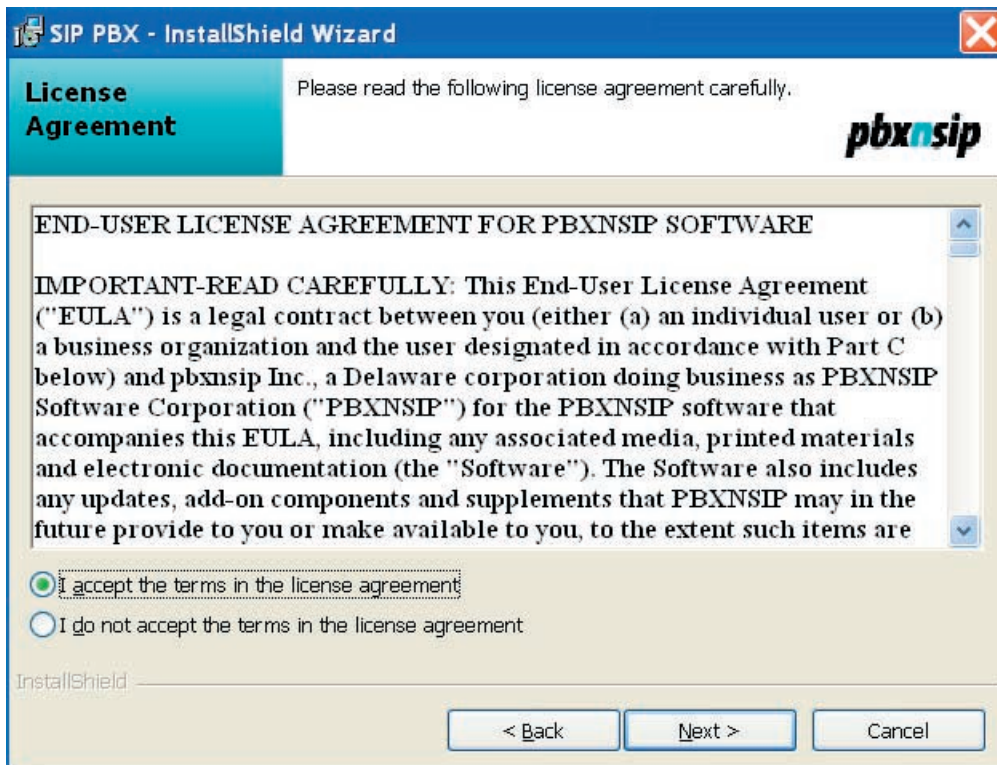 SIP PBX - InstallShield Wizard
License
Agreement
Please read the following license agreement carefully.
pbxnsip
END-USER LICENSE AGREEMENT FOR PBXNSIP SOFTWARE
IMPORTANT-READ CAREFULLY: This End-User License Agreement
("EULA") is a legal contract between you (either (a) an individual user or (b)
a business organization and the user designated in accordance with Part C
below) and pbxnsip Inc., a Delaware corporation doing business as PBXNSIP
Software Corporation ("PBXNSIP") for the PBXNSIP software that
accompanies this EULA, including any associated media, printed materials
and electronic documentation (the "Software"). The Software also includes
any updates, add-on components and supplements that PBXNSIP may in the
future provide to you or make available to you, to the extent such items are
I accept the terms in the license agreement
I do not accept the terms in the license agreement
InstallShield
< Back
Next >
Cancel